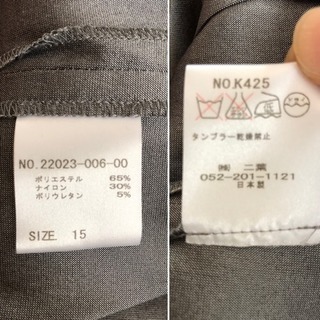 NO.22023-006-00
ポリエステル 65%
ナイロン 30%
ポリウレタン 5%
SIZE 15
NO.K425
タンブラー乾燥禁止
㈱ 二葉
052-201-1121
日本製